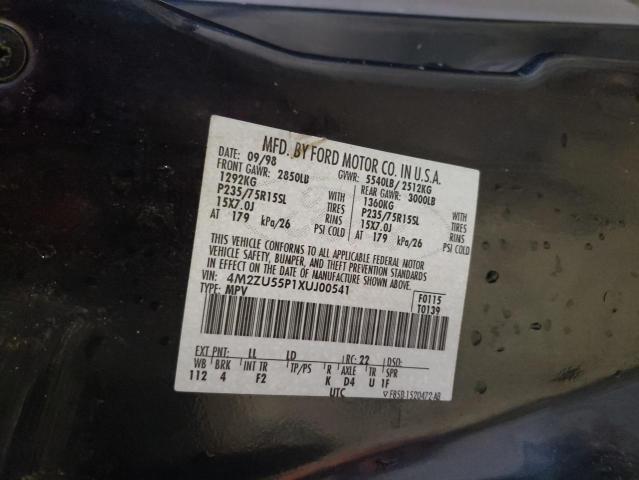 MFD. BY FORD MOTOR CO. IN U.S.A.
DATE: 09/98 GVWR: 5540LB/2512KG
FRONT GAWR: 2850LB REAR GAWR: 3000LB
1292KG WITH 1360KG WITH
P235/75R15SL TIRES P235/75R15SL TIRES
15X7.0J RIMS 15X7.0J RIMS
AT 179 kPa/26 PSI COLD AT 179 kPa/26 PSI COLD
THIS VEHICLE CONFORMS TO ALL APPLICABLE FEDERAL MOTOR
VEHICLE SAFETY, BUMPER, AND THEFT PREVENTION STANDARDS
IN EFFECT ON THE DATE OF MANUFACTURE SHOWN ABOVE.
VIN: 4M2ZU55P1XUJ00541 F0115
TYPE: MPV T0139
EXT PNT: LL LD RC: 22 DSO:
WB BRK INT TR TP/PS R AXLE TR SPR
112 4 F2 K D4 U 1F
UTC F85B-1520472-AB